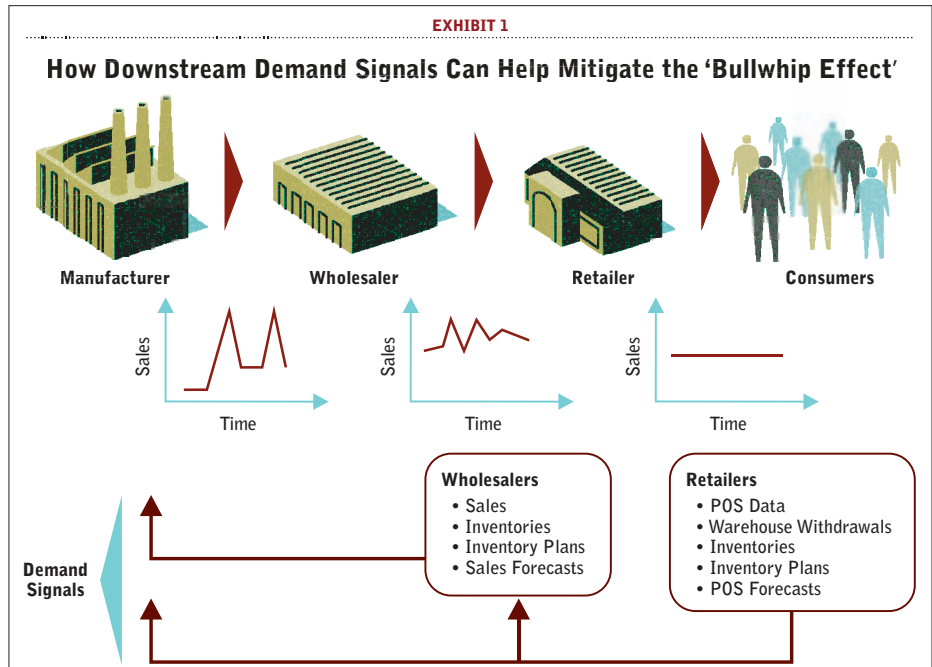 EXHIBIT 1
How Downstream Demand Signals Can Help Mitigate the ‘Bullwhip Effect’
Manufacturer
Wholesaler
Retailer
Consumers
Sales
Time
Sales
Time
Sales
Time
Wholesalers
• Sales
• Inventories
• Inventory Plans
• Sales Forecasts
Retailers
• POS Data
• Warehouse Withdrawals
• Inventories
• Inventory Plans
• POS Forecasts
Demand
Signals